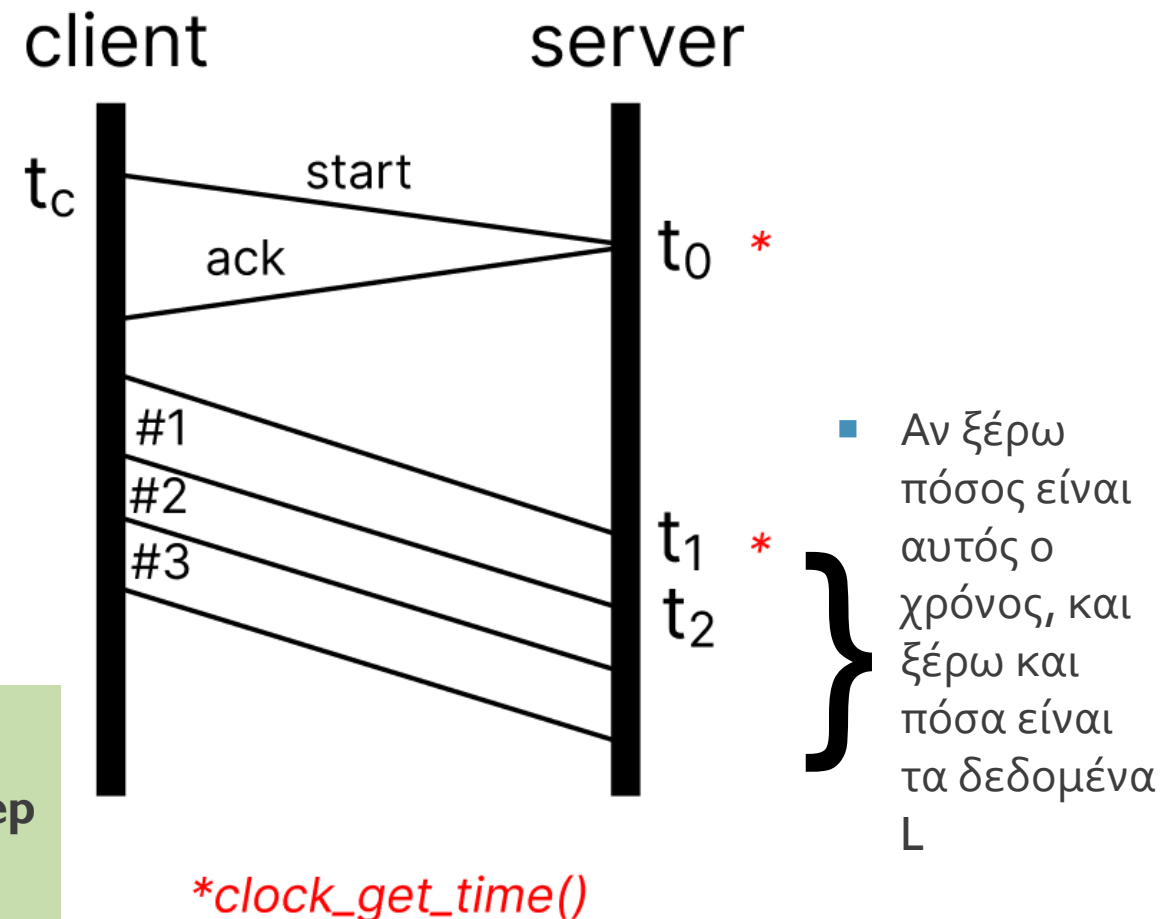 client
server
t_c
start
t_0 *
ack
#1
#2
#3
t_1 *
t_2
}
▪ Αν ξέρω
πόσος είναι
αυτός ο
χρόνος, και
ξέρω και
πόσα είναι
τα δεδομένα
L
ep
*clock_get_time()